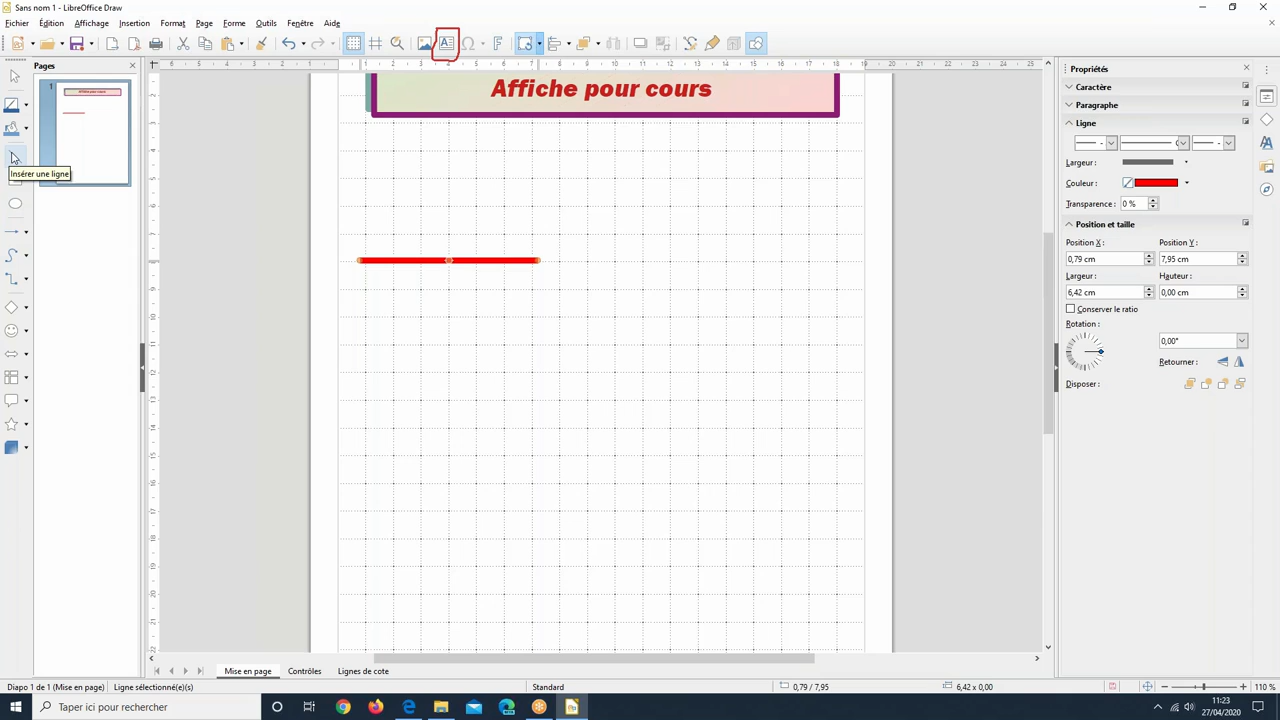 Sans nom 1 - LibreOffice Draw
Fichier Édition Affichage Insertion Format Page Forme Outils Fenêtre Aide
Pages
1
Affiche pour cours
Insérer une ligne
Affiche pour cours
Propriétés
Caractère
Paragraphe
Ligne
Largeur :
Couleur :
Transparence : 0 %
Position et taille
Position X : Position Y :
0,79 cm 7,95 cm
Largeur : Hauteur :
6,42 cm 0,00 cm
Conserver le ratio
Rotation :
0,00°
Retourner :
Disposer :
Mise en page Contrôles Lignes de cote
Diapo 1 de 1 (Mise en page) Ligne sélectionné(e)(s) Standard 0,79 / 7,95 6,42 x 0,00 110 %
Taper ici pour rechercher
11:23
27/04/2020